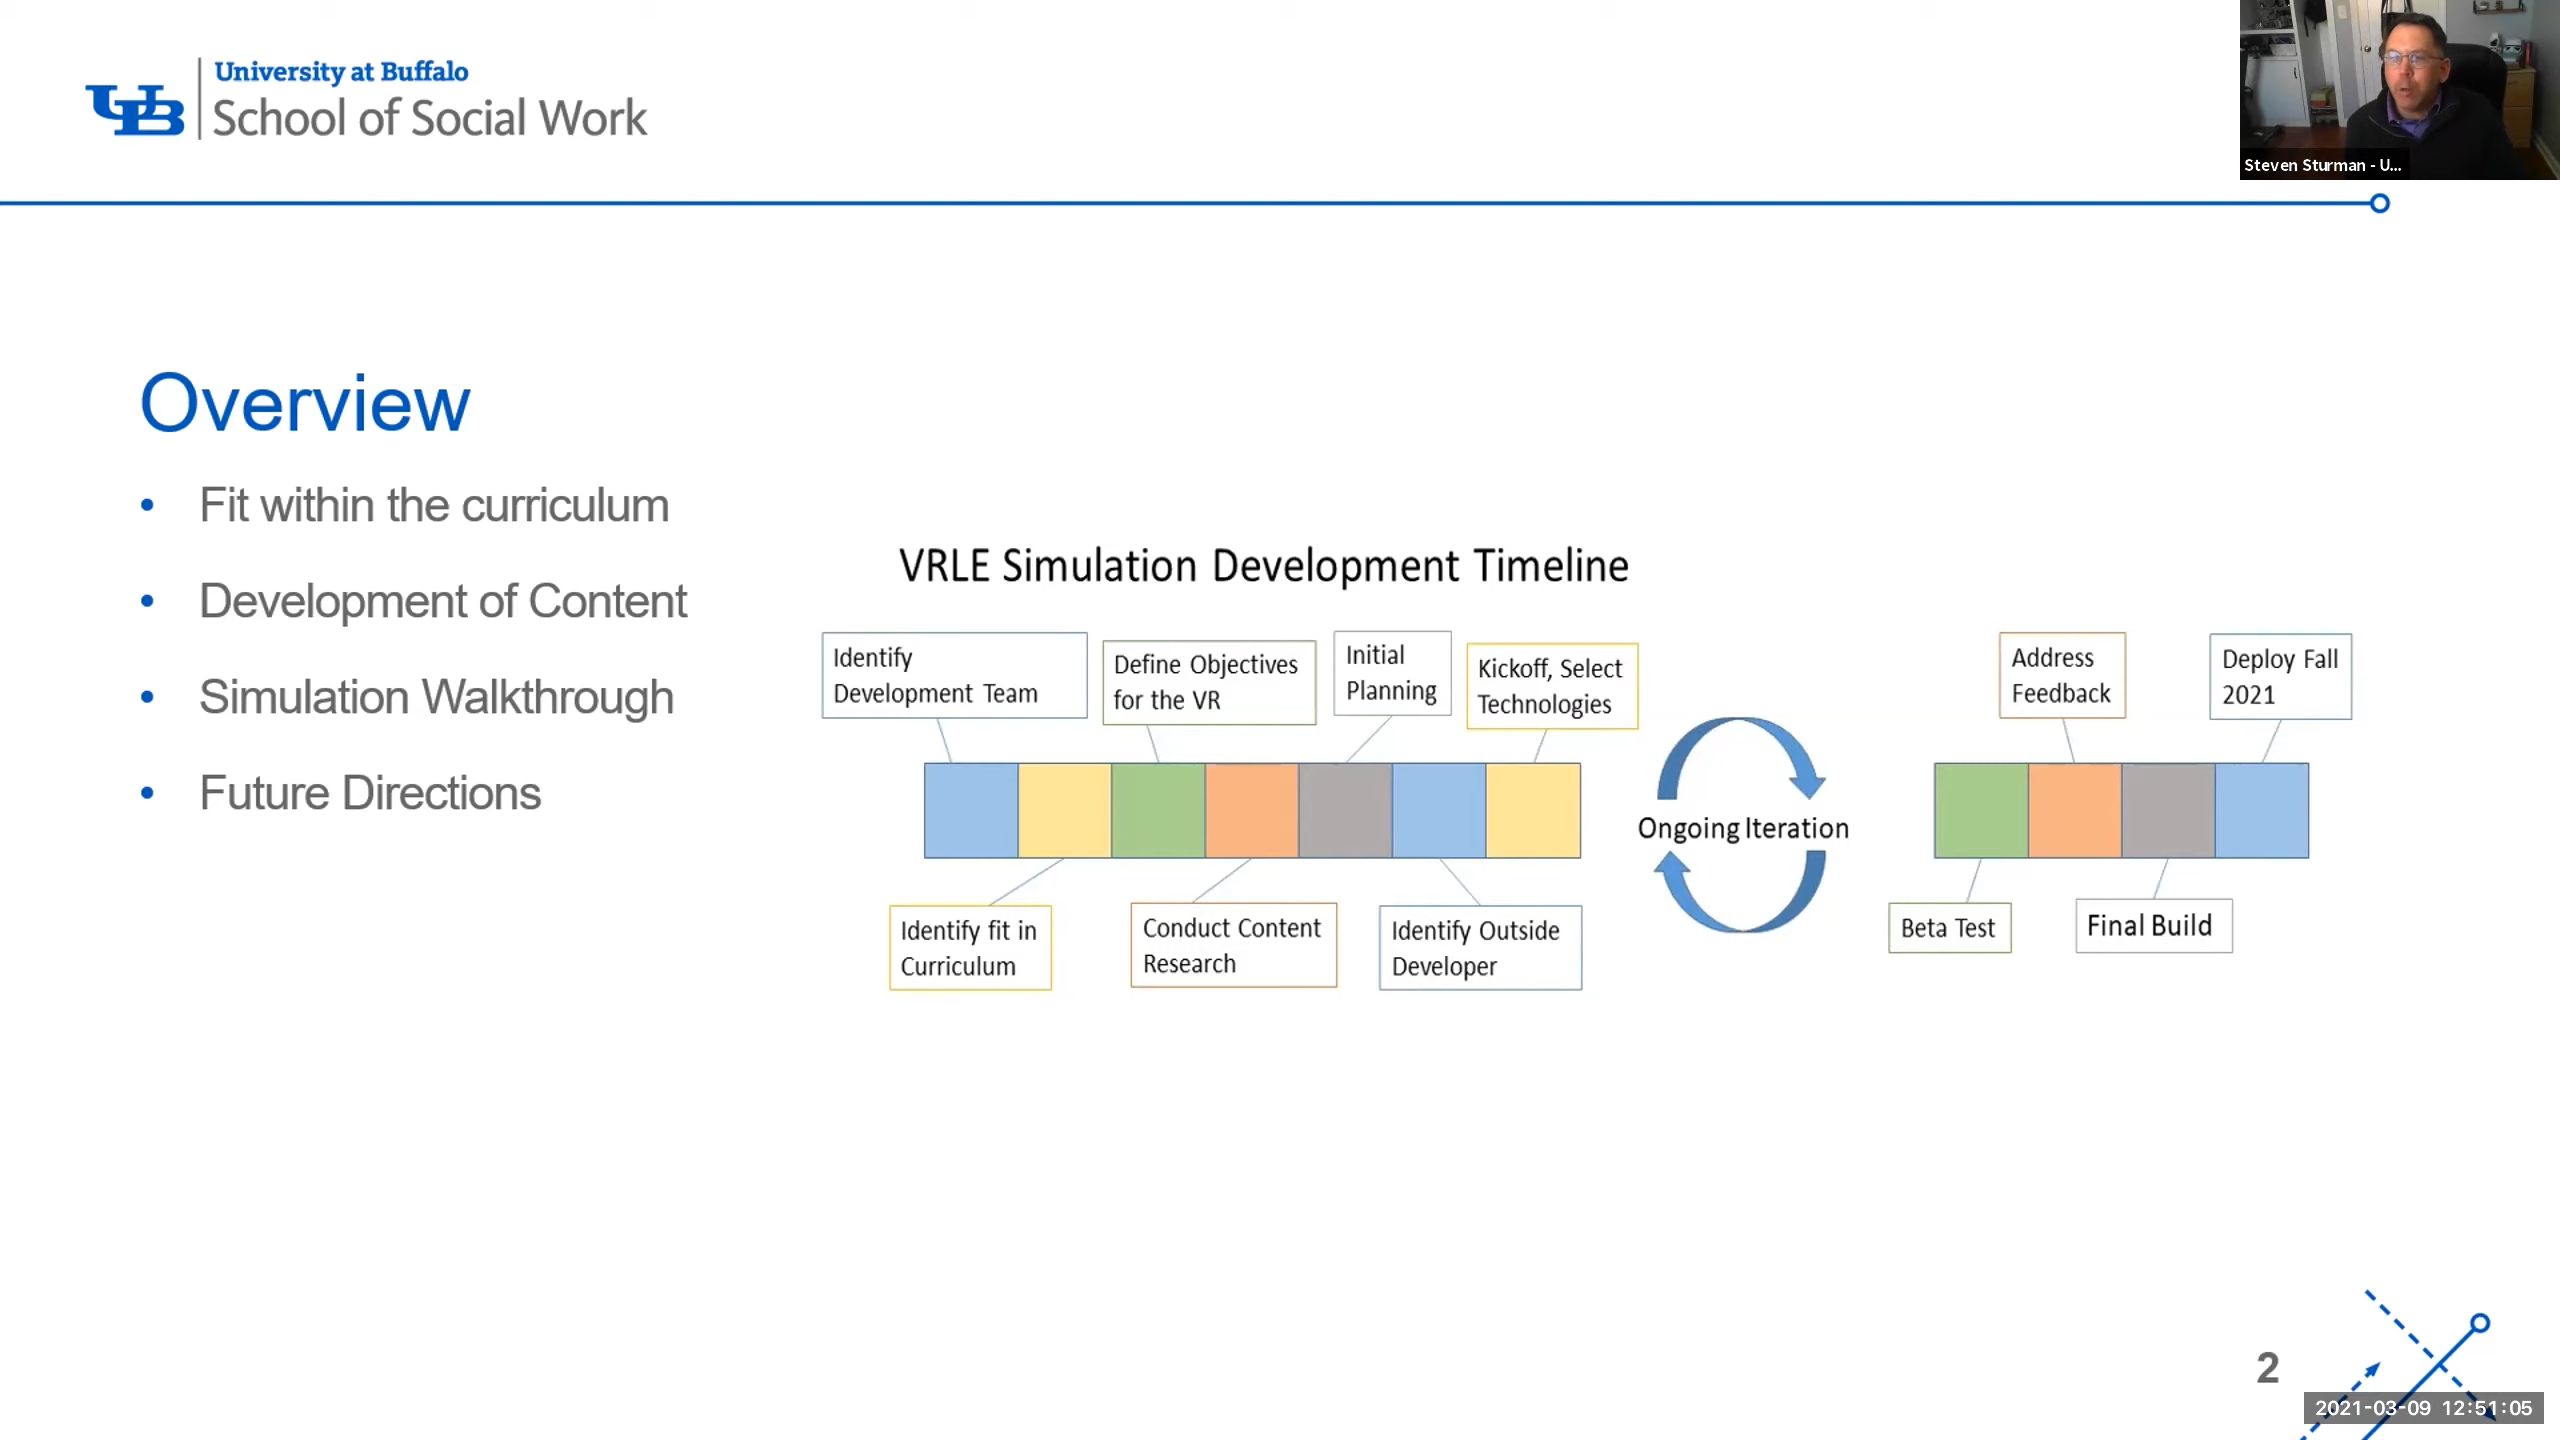 University at Buffalo
School of Social Work
Steven Sturman - U...
Overview
• Fit within the curriculum
• Development of Content
• Simulation Walkthrough
• Future Directions
VRLE Simulation Development Timeline
Identify
Development Team
Define Objectives
for the VR
Initial
Planning
Kickoff, Select
Technologies
Address
Feedback
Deploy Fall
2021
Ongoing Iteration
Identify fit in
Curriculum
Conduct Content
Research
Identify Outside
Developer
Beta Test
Final Build
2
2021-03-09 12:51:05